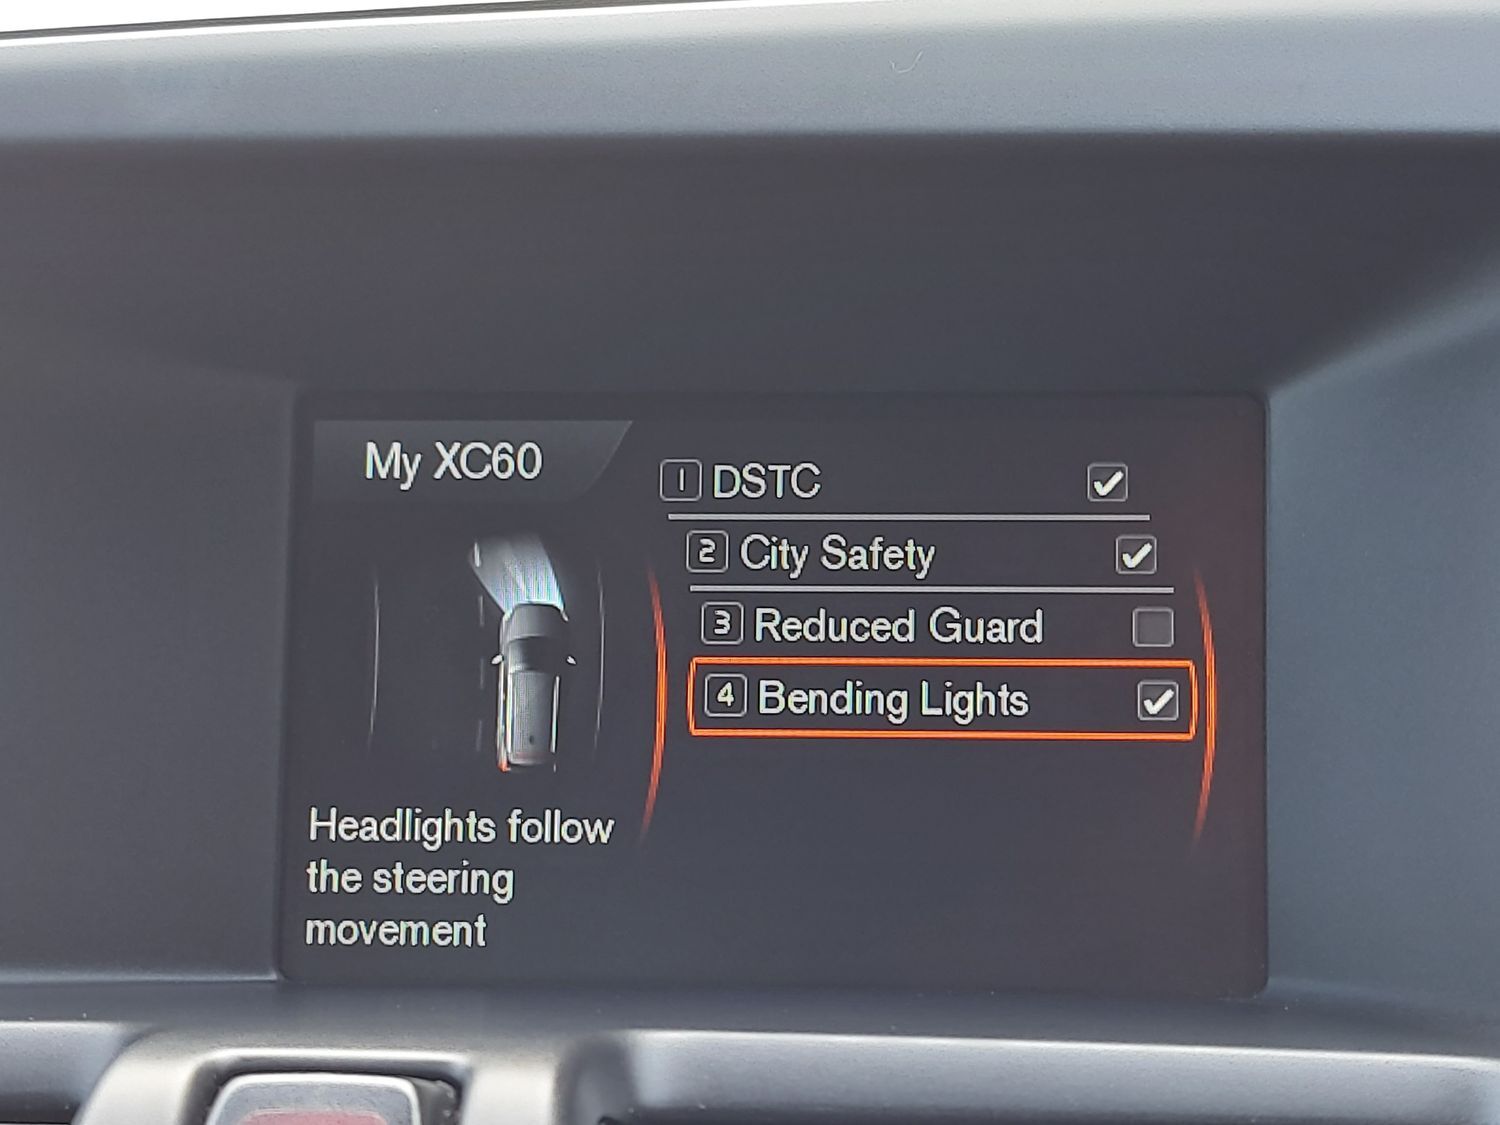 My XC60
1 DSTC
2 City Safety
3 Reduced Guard
4 Bending Lights
Headlights follow
the steering
movement